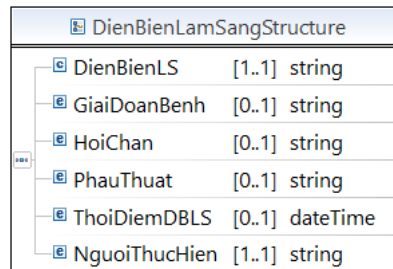 DienBienLamSangStructure
DienBienLS [1..1] string
GiaiDoanBenh [0..1] string
HoiChan [0..1] string
PhauThuat [0..1] string
ThoiDiemDBLS [0..1] dateTime
NguoiThucHien [1..1] string